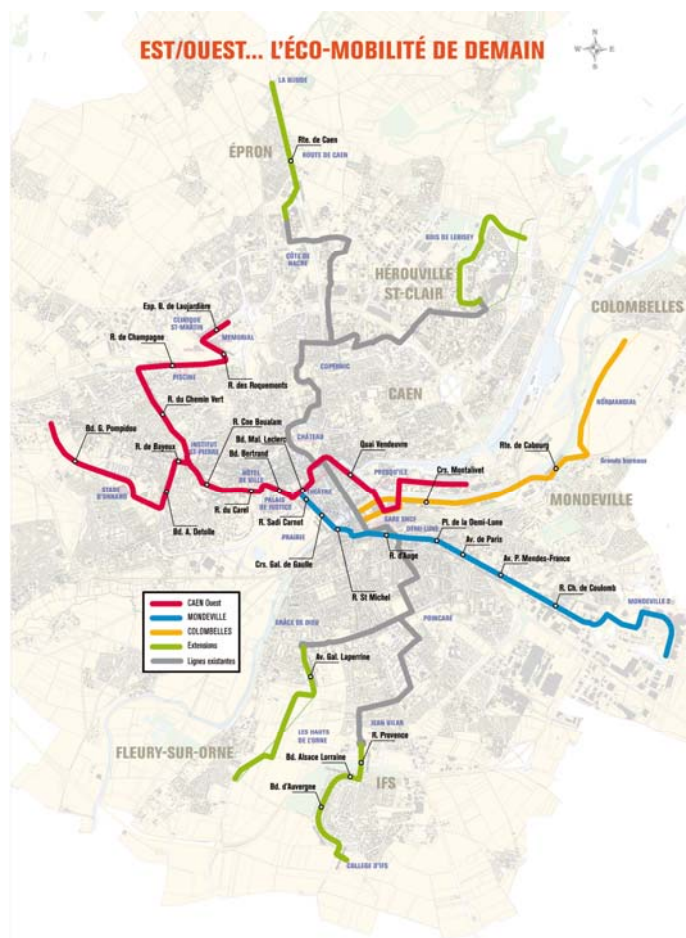 EST/OUEST... L'ÉCO-MOBILITÉ DE DEMAIN
N
W
E
S
LA BIJUDE
Rte. de Caen
ROUTE DE CAEN
ÉPRON
BOIS DE LEBISEY
CÔTE DE
NACRE
HÉROUVILLE
ST-CLAIR
COLOMBELLES
Esp. B. de Laujardière
CLINIQUE
ST-MARTIN
MEMORIAL
R. de Champagne
PISCINE
R. des Roquemonts
COPERNIC
CAEN
NORMANDIAL
R. du Chemin Vert
Bd. G. Pompidou
R. de Bayeux
INSTITUT
ST-PIERRE
R. Cne Boualam
Bd. Mal. Leclerc
Bd. Bertrand
CHÂTEAU
Quai Vendeuvre
Rte. de Cabourg
PRESQU'ILE
Crs. Montalivet
MONDEVILLE
STADE
D'ORNANO
HÔTEL
DE VILLE
R. du Carel
PALAIS
DE JUSTICE
THÉÂTRE
R. Sadi Carnot
Bd. A. Detolle
PRAIRIE
GARE SNCF
DEMI-LUNE
Pl. de la Demi-Lune
Av. de Paris
R. d'Auge
Av. P. Mendes-France
Crs. Gal. de Gaulle
R. St Michel
R. Ch. de Coulomb
MONDEVILLE 2
CAEN Ouest
MONDEVILLE
COLOMBELLES
Extensions
Lignes existantes
GRÂCE DE DIEU
POINCARE
Av. Gal. Laperrine
LES HAUTS
DE L'ORNE
JEAN VILAR
R. Provence
FLEURY-SUR-ORNE
Bd. Alsace Lorraine
IFS
Bd. d'Auvergne
COLLEGE D'IFS